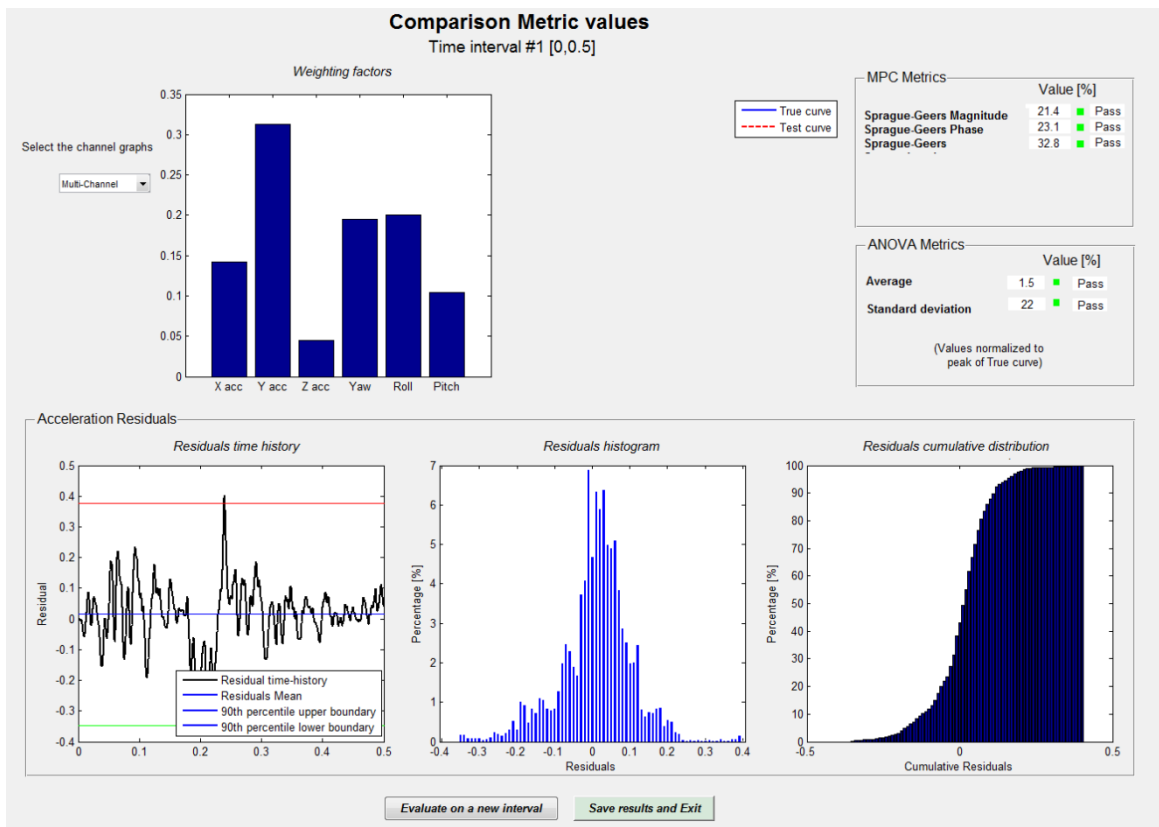 Comparison Metric values
Time interval #1 [0,0.5]
Weighting factors
Select the channel graphs
Multi-Channel
0.35
0.3
0.25
0.2
0.15
0.1
0.05
0
X acc Y acc Z acc Yaw Roll Pitch
True curve
Test curve
MPC Metrics
Value [%]
Sprague-Geers Magnitude 21.4 Pass
Sprague-Geers Phase 23.1 Pass
Sprague-Geers 32.8 Pass
ANOVA Metrics
Value [%]
Average 1.5 Pass
Standard deviation 22 Pass
(Values normalized to
peak of True curve)
Acceleration Residuals
Residuals time history
Residual
0.5
0.4
0.3
0.2
0.1
0
-0.1
-0.2
-0.3
-0.4
0 0.1 0.2 0.3 0.4 0.5
Residual time-history
Residuals Mean
90th percentile upper boundary
90th percentile lower boundary
Residuals histogram
Percentage [%]
7
6
5
4
3
2
1
0
-0.4 -0.3 -0.2 -0.1 0 0.1 0.2 0.3 0.4
Residuals
Residuals cumulative distribution
Percentage [%]
100
90
80
70
60
50
40
30
20
10
0
-0.5 0 0.5
Cumulative Residuals
Evaluate on a new interval
Save results and Exit